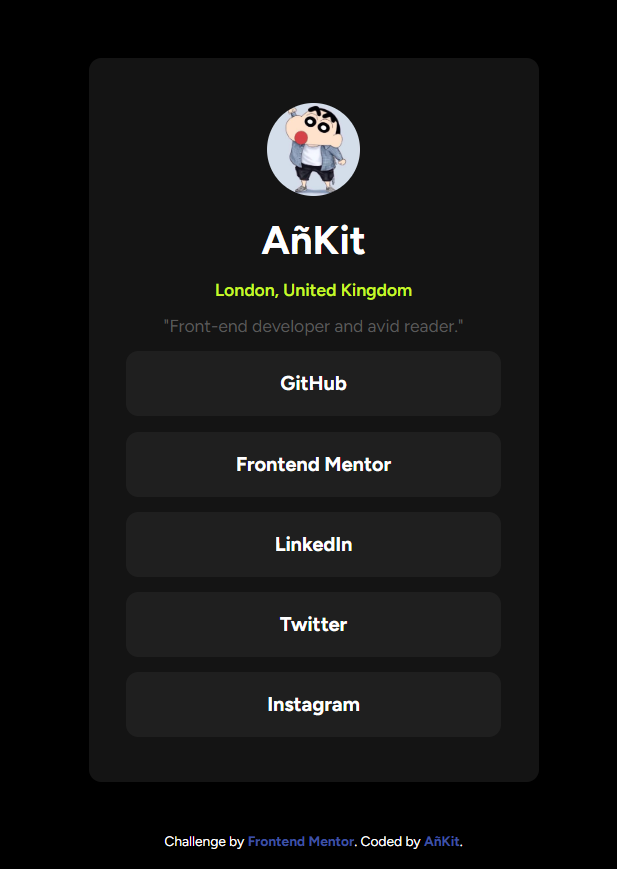 AñKit
London, United Kingdom
"Front-end developer and avid reader."
GitHub
Frontend Mentor
LinkedIn
Twitter
Instagram
Challenge by Frontend Mentor. Coded by AñKit.